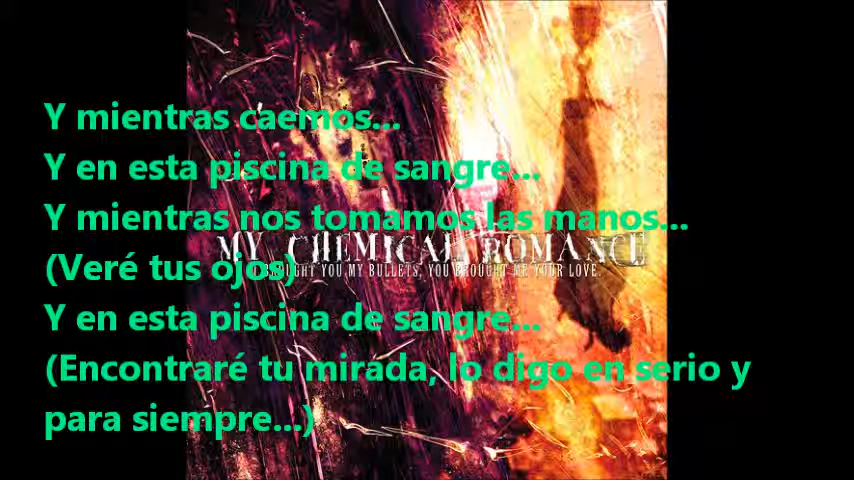 Y mientras caemos...
Y en esta piscina de sangre...
Y mientras nos tomamos las manos...
MY CHEMICAL ROMANCE
(Veré tus ojos)
I BROUGHT YOU MY BULLETS, YOU BROUGHT ME YOUR LOVE.
Y en esta piscina de sangre...
(Encontraré tu mirada, lo digo en serio y
para siempre...)